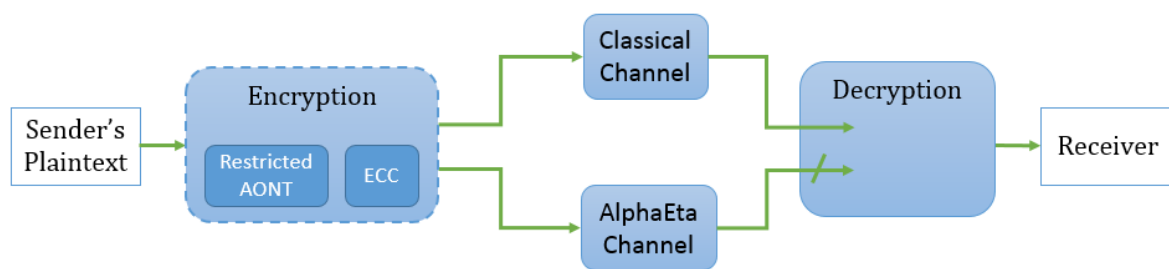 Sender's
Plaintext
Encryption
Restricted
AONT
ECC
Classical
Channel
AlphaEta
Channel
Decryption
Receiver